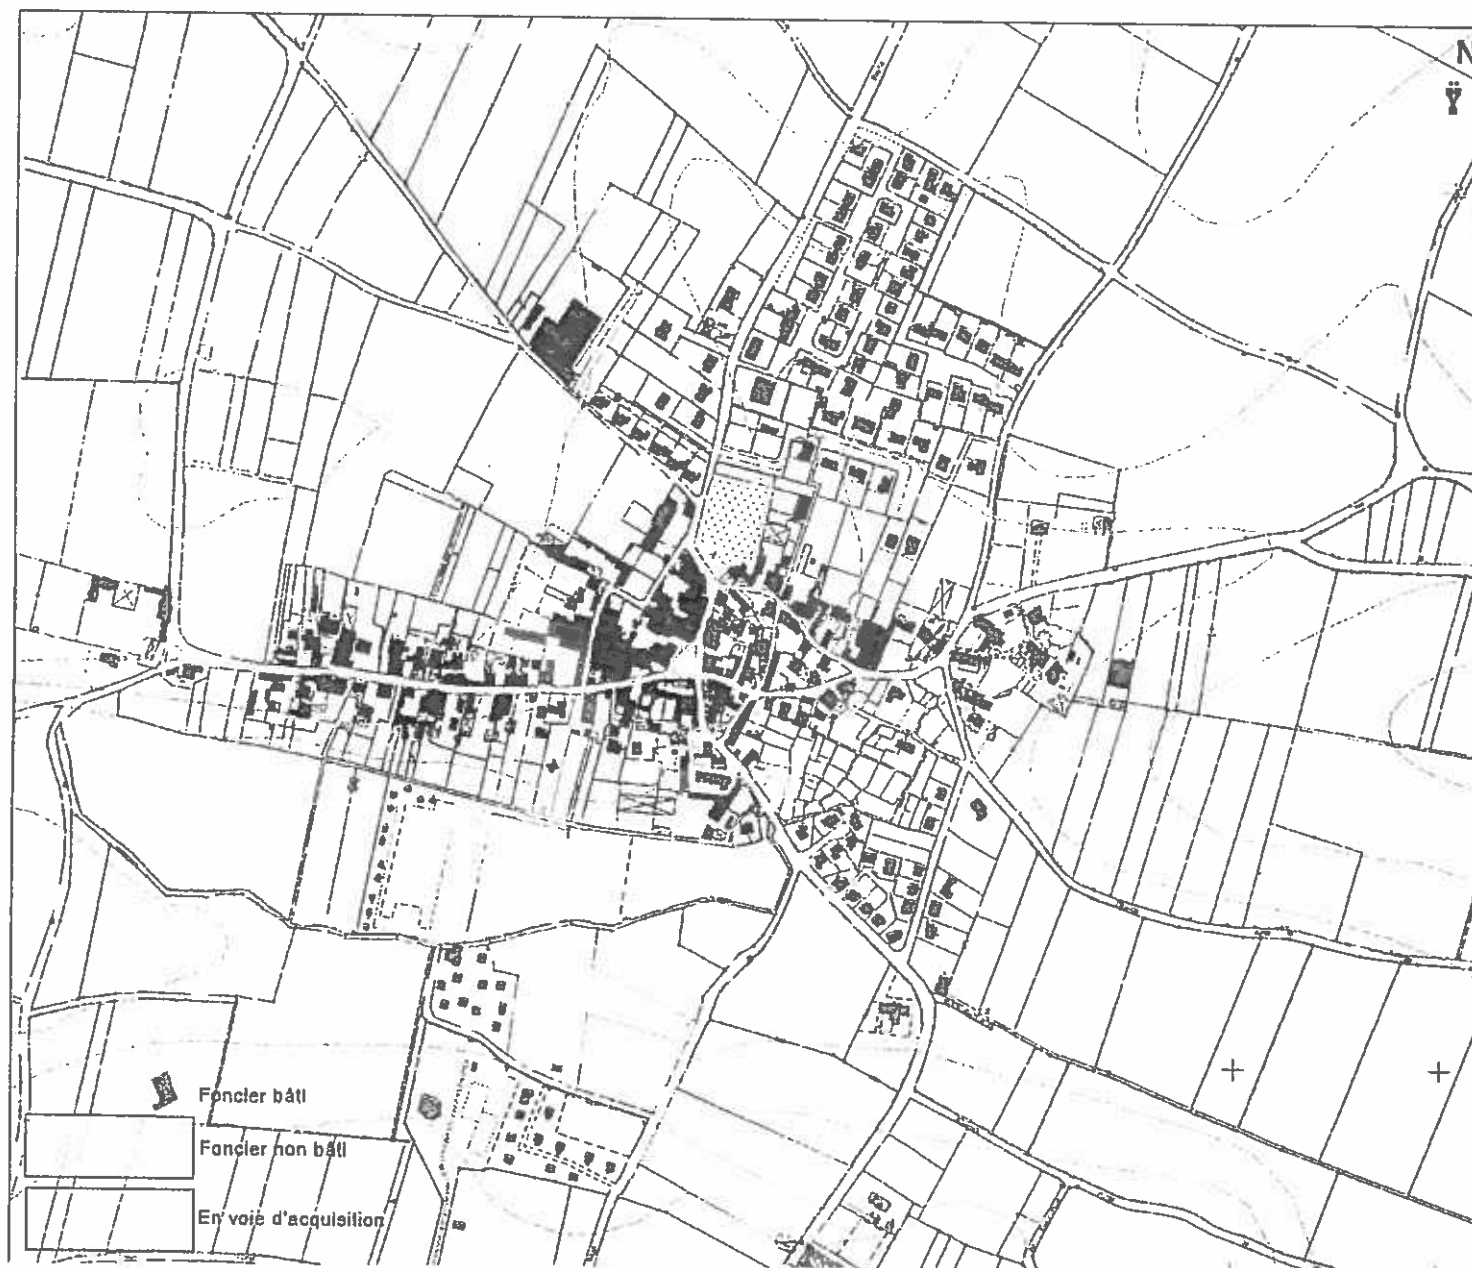 N
Ÿ
Foncier bâti
Foncier non bâti
En voie d'acquisition